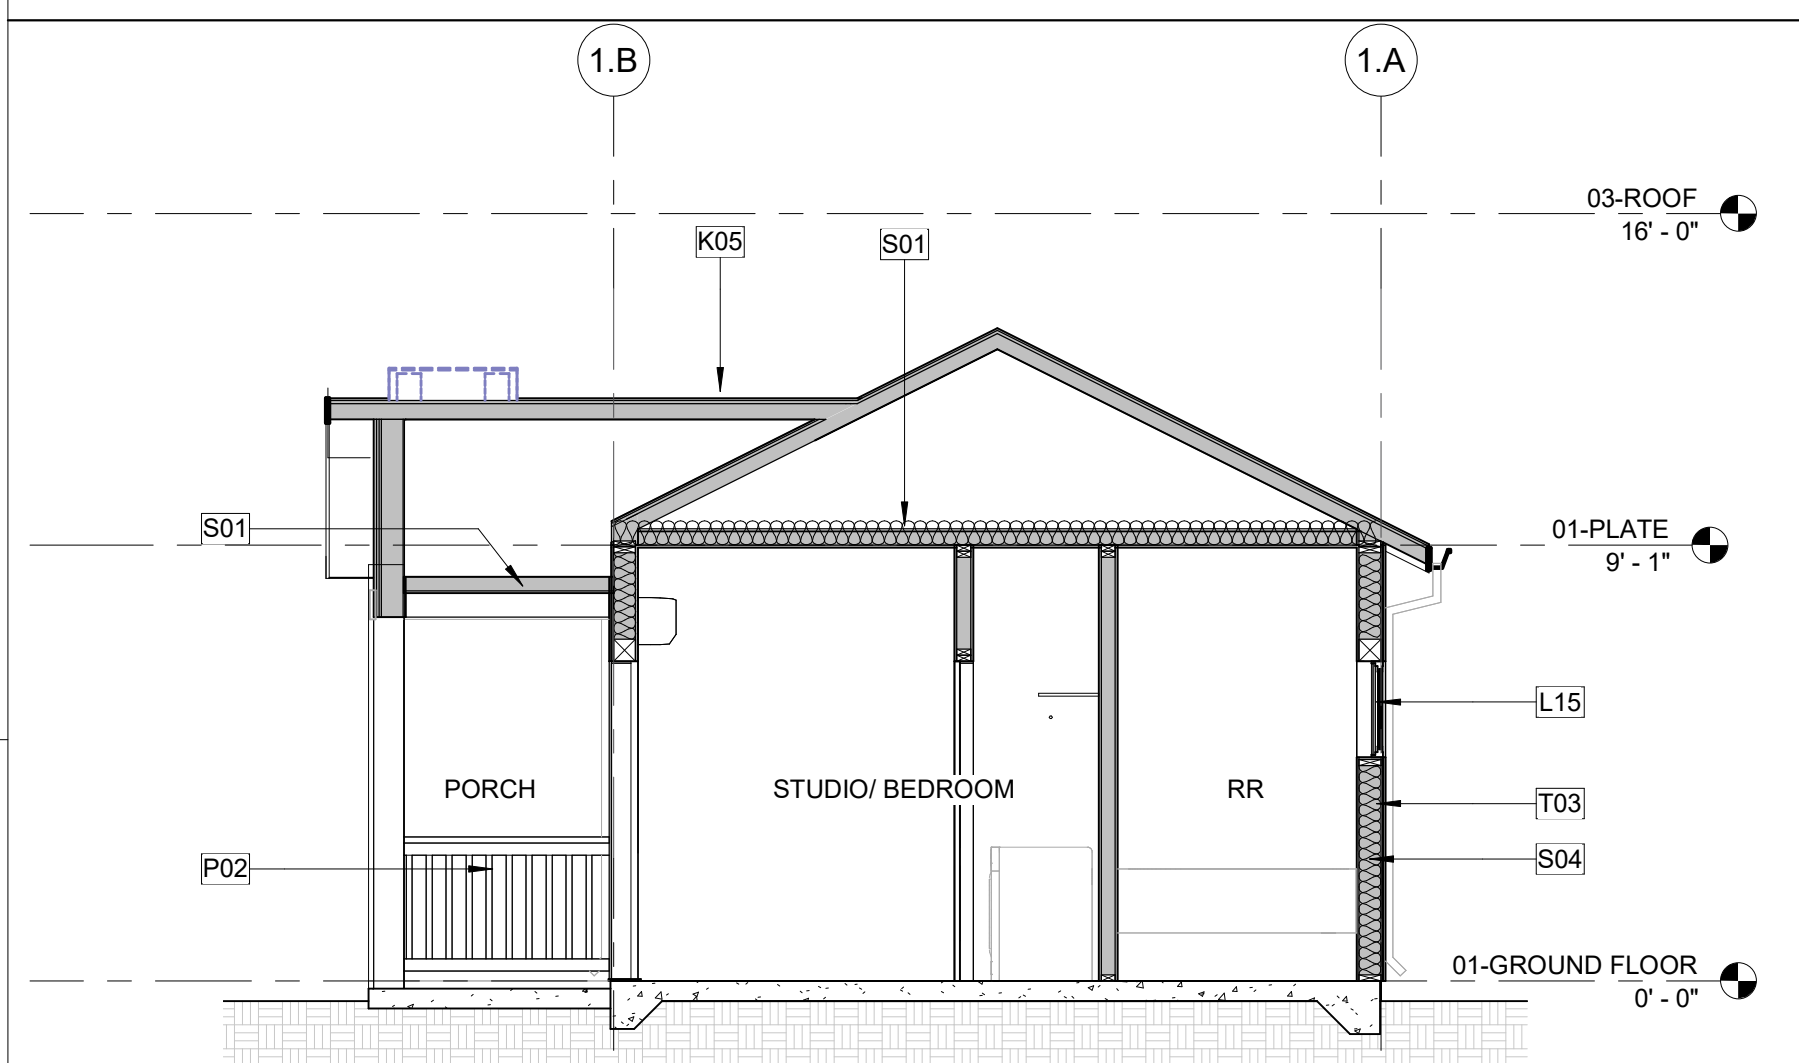 1.B
1.A
03-ROOF
16' - 0"
K05
S01
S01
01-PLATE
9' - 1"
L15
PORCH
STUDIO/ BEDROOM
RR
T03
P02
S04
01-GROUND FLOOR
0' - 0"